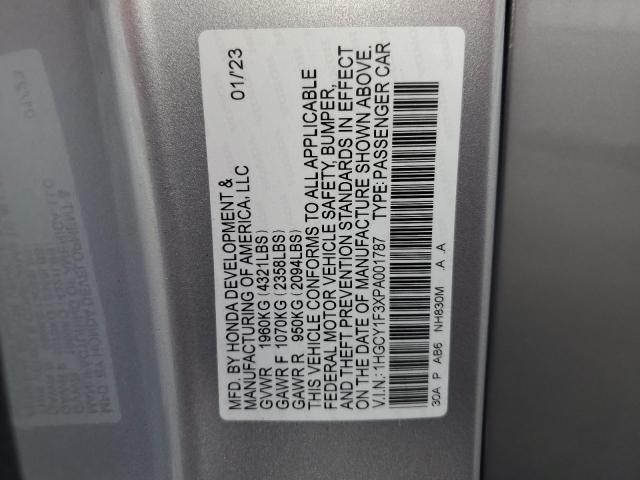 MFD. BY HONDA DEVELOPMENT & 01/'23
MANUFACTURING OF AMERICA, LLC
GVWR 1960KG (4321LBS)
GAWR F 1070KG (2358LBS)
GAWR R 950KG (2094LBS)
THIS VEHICLE CONFORMS TO ALL APPLICABLE
FEDERAL MOTOR VEHICLE SAFETY, BUMPER,
AND THEFT PREVENTION STANDARDS IN EFFECT
ON THE DATE OF MANUFACTURE SHOWN ABOVE.
V.I.N.: 1HGCY1F3XPA001787 TYPE: PASSENGER CAR
30A P AB6 NH830M A A